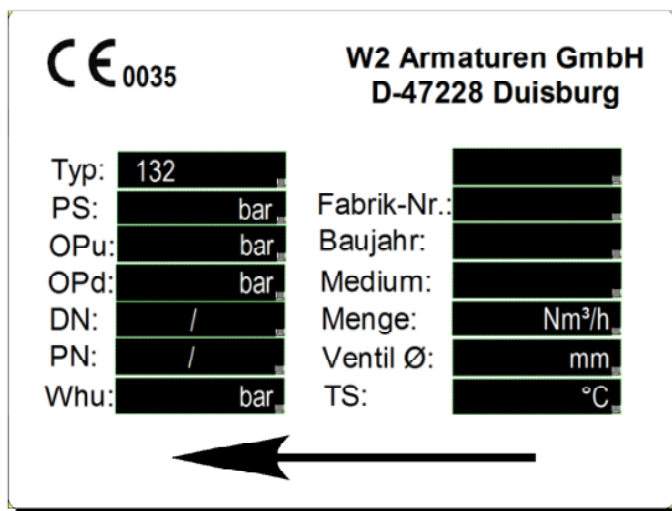 CE 0035
W2 Armaturen GmbH
D-47228 Duisburg
Typ: 132
PS: bar
OPu: bar
OPd: bar
DN: /
PN: /
Whu: bar
Fabrik-Nr.:
Baujahr:
Medium:
Menge: Nm³/h
Ventil Ø: mm
TS: °C